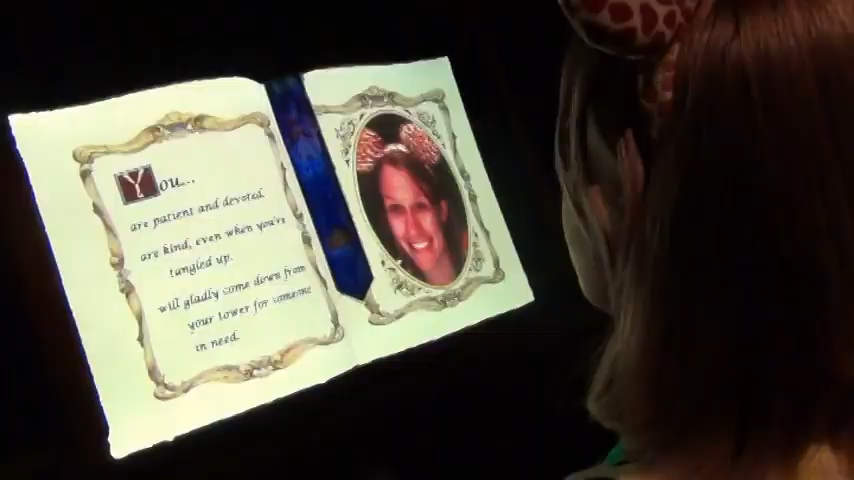 You...
are patient and devoted.
are kind, even when you're
tangled up.
will gladly come down from
your tower for someone
in need.